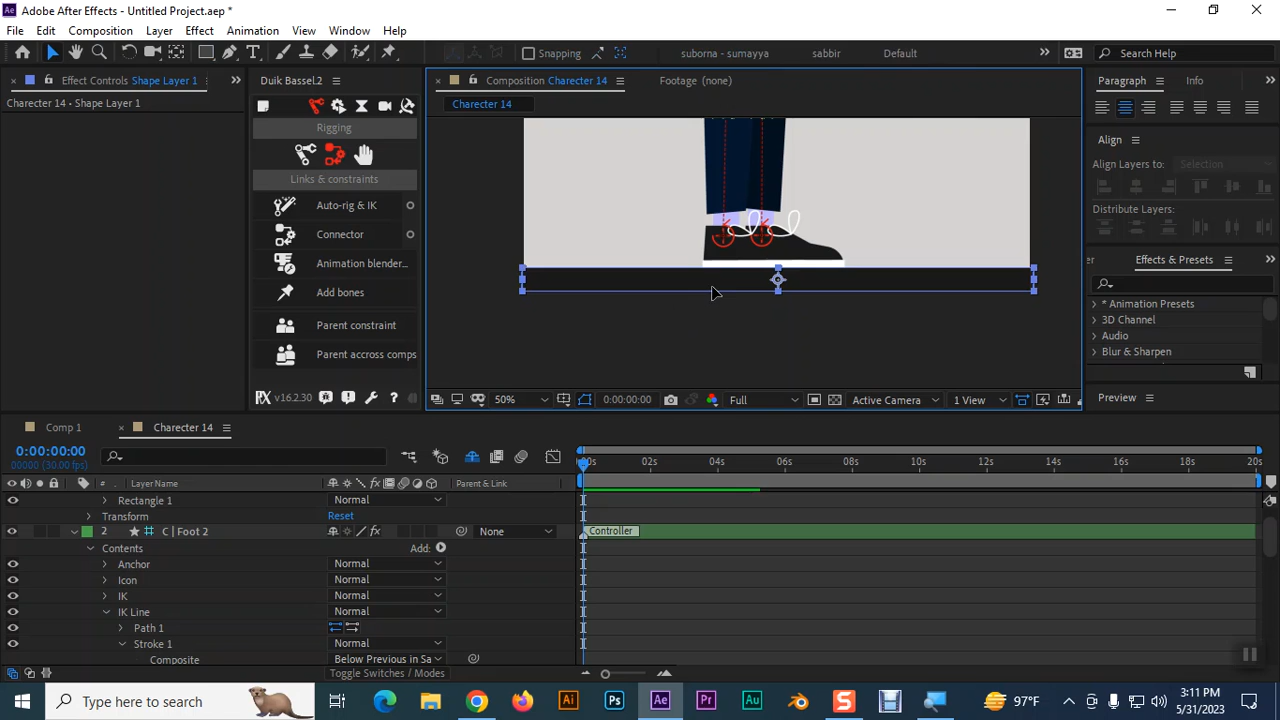 Adobe After Effects - Untitled Project.aep *
File Edit Composition Layer Effect Animation View Window Help
Snapping suborna - sumayya sabbir Default Search Help
Effect Controls Shape Layer 1
Charecter 14 • Shape Layer 1
Duik Bassel.2
Rigging
Links & constraints
Auto-rig & IK
Connector
Animation blender...
Add bones
Parent constraint
Parent accross comps
v16.2.30
Composition Charecter 14 Footage (none)
Charecter 14
50% 0:00:00:00 Full Active Camera 1 View
Paragraph Info
Align
Align Layers to: Selection
Distribute Layers:
er Effects & Presets
* Animation Presets
3D Channel
Audio
Blur & Sharpen
Preview
Comp 1 Charecter 14
0:00:00:00
00000 (30.00 fps)
# Layer Name Parent & Link
:00s 02s 04s 06s 08s 10s 12s 14s 16s 18s 20s
Rectangle 1 Normal
Transform Reset
2 C | Foot 2 None Controller
Contents Add:
Anchor Normal
Icon Normal
IK Normal
IK Line Normal
Path 1
Stroke 1 Normal
Composite Below Previous in Sa
Toggle Switches / Modes
Type here to search
97°F
5:11 PM
5/31/2023